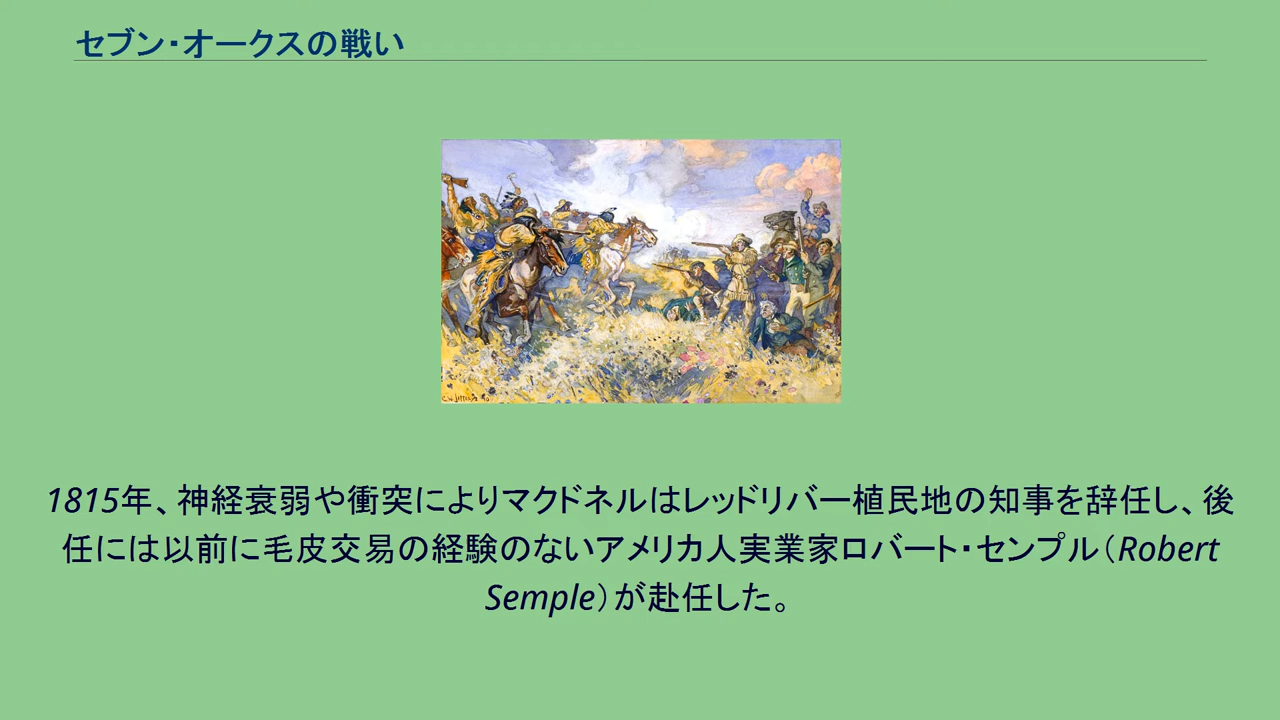 セブン・オークスの戦い
1815年、神経衰弱や衝突によりマクドネルはレッドリバー植民地の知事を辞任し、後
任には以前に毛皮交易の経験のないアメリカ人実業家ロバート・センプル（Robert
Semple）が赴任した。